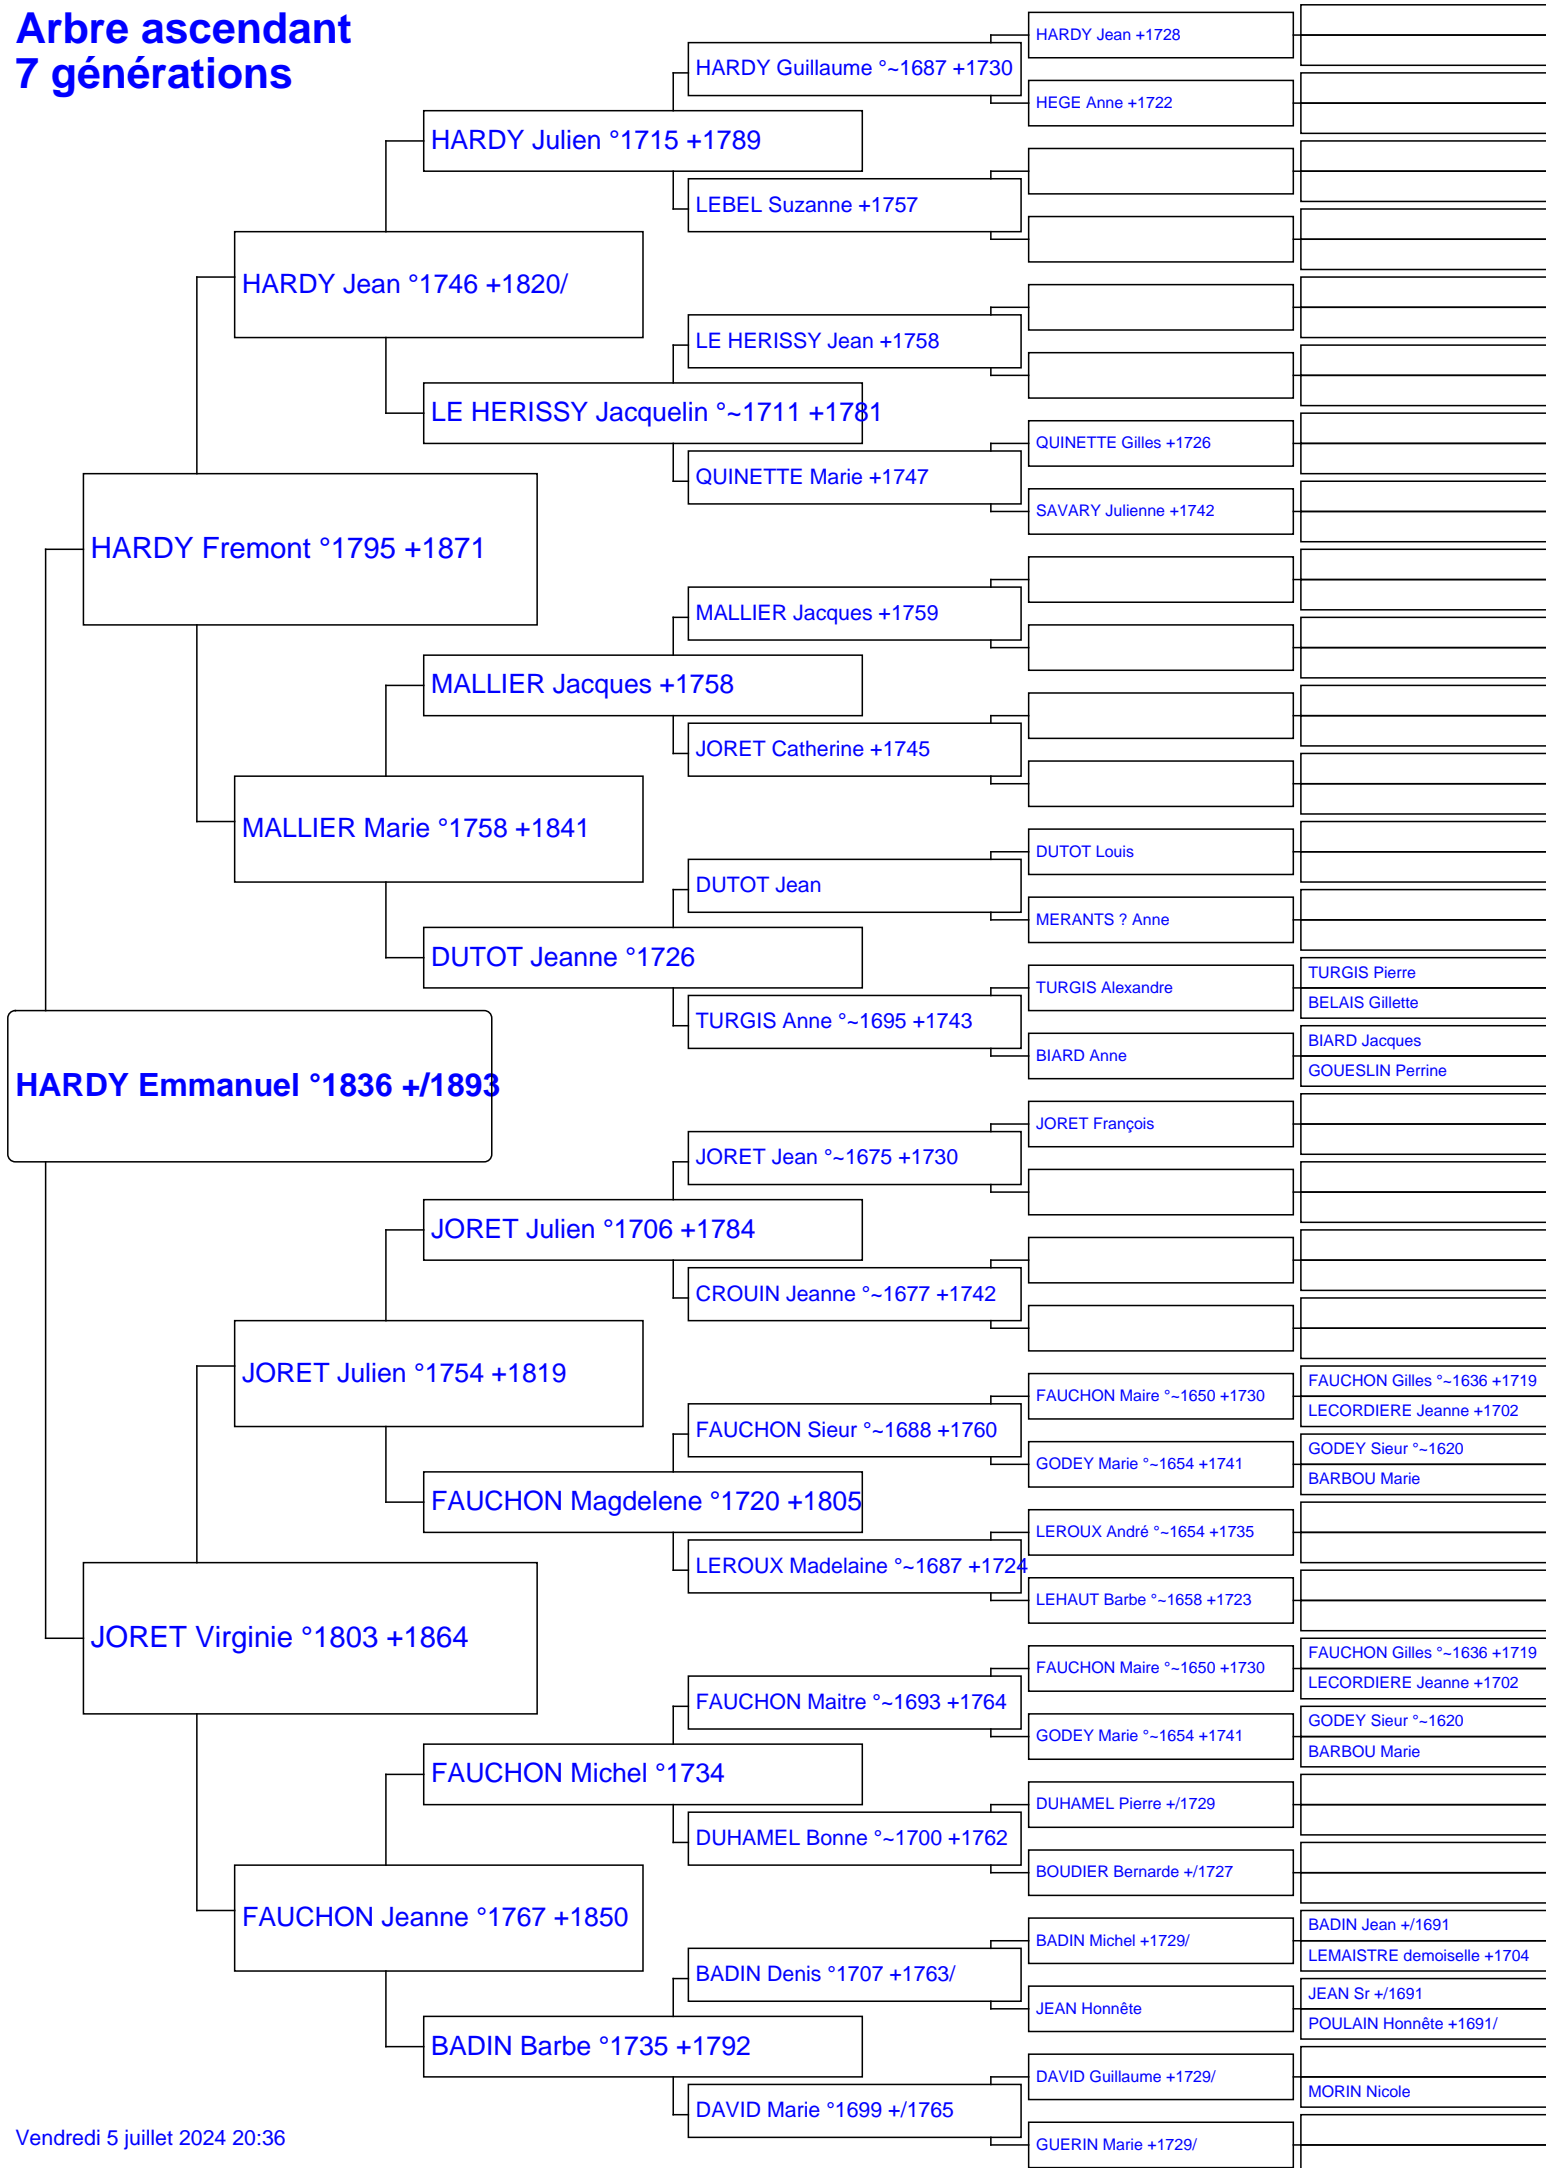 Arbre ascendant
7 générations
HARDY Jean +1728
HARDY Guillaume °~1687 +1730
HEGE Anne +1722
HARDY Julien °1715 +1789
LEBEL Suzanne +1757
HARDY Jean °1746 +1820/
LE HERISSY Jean +1758
LE HERISSY Jacquelin °~1711 +1781
QUINETTE Gilles +1726
QUINETTE Marie +1747
SAVARY Julienne +1742
HARDY Fremont °1795 +1871
MALLIER Jacques +1759
MALLIER Jacques +1758
JORET Catherine +1745
MALLIER Marie °1758 +1841
DUTOT Louis
DUTOT Jean
MERANTS ? Anne
DUTOT Jeanne °1726
TURGIS Pierre
TURGIS Alexandre
BELAIS Gillette
TURGIS Anne °~1695 +1743
BIARD Jacques
BIARD Anne
GOUESLIN Perrine
HARDY Emmanuel °1836 +/1893
JORET François
JORET Jean °~1675 +1730
JORET Julien °1706 +1784
CROUIN Jeanne °~1677 +1742
JORET Julien °1754 +1819
FAUCHON Gilles °~1636 +1719
FAUCHON Maire °~1650 +1730
LECORDIERE Jeanne +1702
FAUCHON Sieur °~1688 +1760
GODEY Sieur °~1620
GODEY Marie °~1654 +1741
BARBOU Marie
FAUCHON Magdelene °1720 +1805
LEROUX André °~1654 +1735
LEROUX Madelaine °~1687 +1724
LEHAUT Barbe °~1658 +1723
JORET Virginie °1803 +1864
FAUCHON Gilles °~1636 +1719
FAUCHON Maire °~1650 +1730
LECORDIERE Jeanne +1702
FAUCHON Maitre °~1693 +1764
GODEY Sieur °~1620
GODEY Marie °~1654 +1741
BARBOU Marie
FAUCHON Michel °1734
DUHAMEL Pierre +/1729
DUHAMEL Bonne °~1700 +1762
BOUDIER Bernarde +/1727
FAUCHON Jeanne °1767 +1850
BADIN Jean +/1691
BADIN Michel +1729/
LEMAISTRE demoiselle +1704
BADIN Denis °1707 +1763/
JEAN Sr +/1691
JEAN Honnête
POULAIN Honnête +1691/
BADIN Barbe °1735 +1792
DAVID Guillaume +1729/
MORIN Nicole
DAVID Marie °1699 +/1765
GUERIN Marie +1729/
Vendredi 5 juillet 2024 20:36